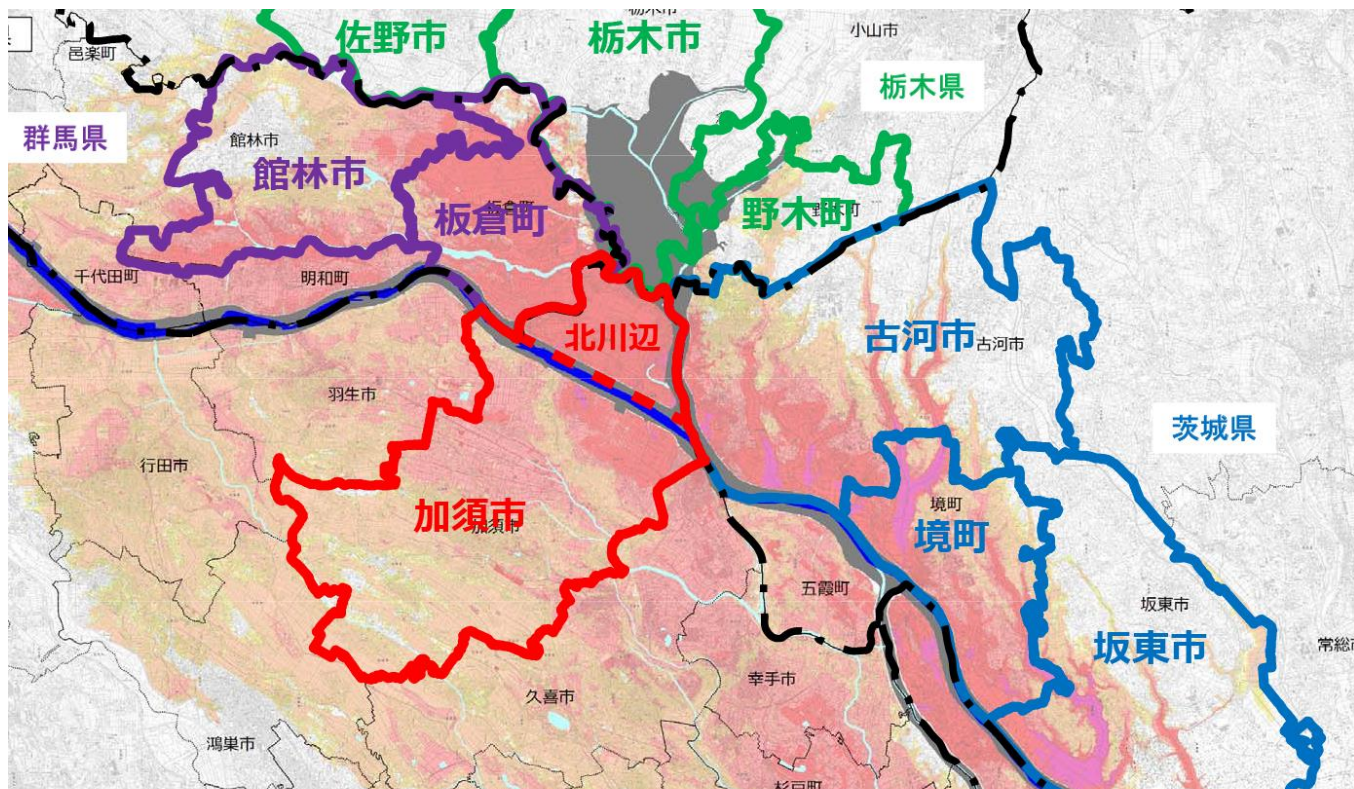 佐野市
栃木市
邑楽町
小山市
栃木県
群馬県
館林市
館林市
板倉町
野木町
千代田町
明和町
北川辺
古河市
古河市
羽生市
茨城県
行田市
加須市
加須市
境町
境町
五霞町
坂東市
坂東市
常総市
幸手市
久喜市
鴻巣市
杉戸町